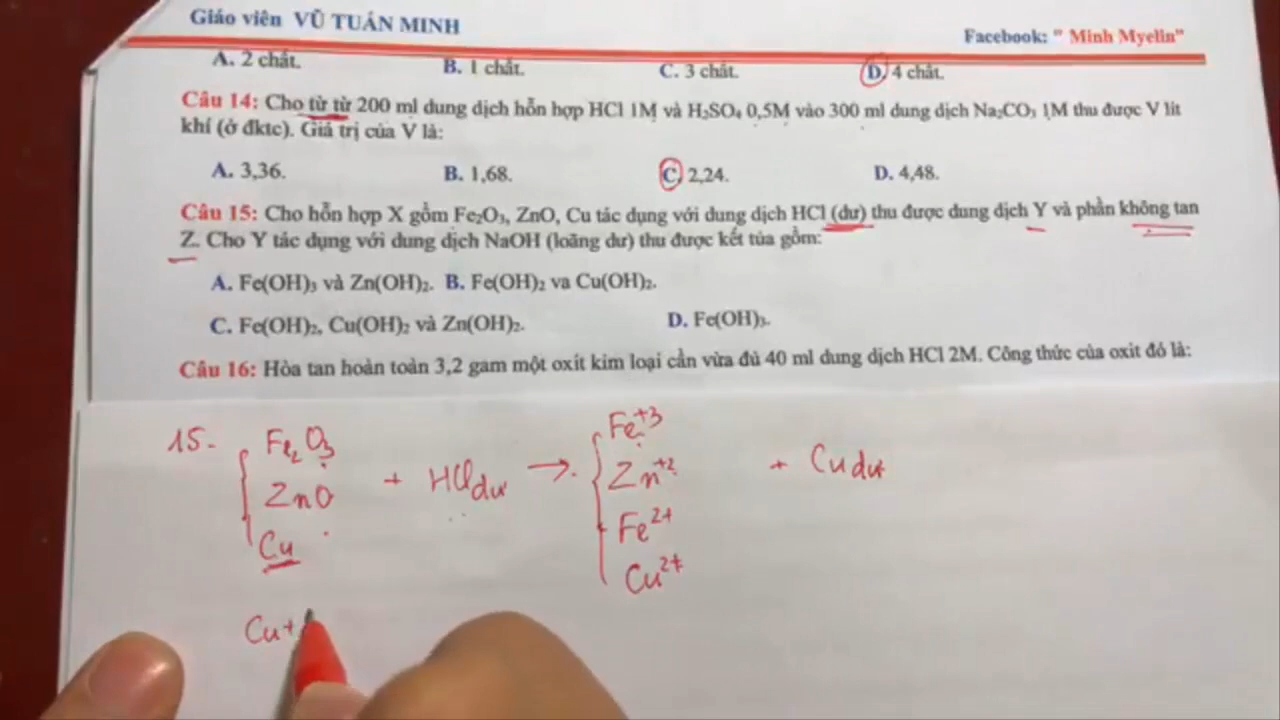 Giáo viên VŨ TUẤN MINH
Facebook: " Minh Myelin"
A. 2 chất. B. 1 chất. C. 3 chất. D. 4 chất.
Câu 14: Cho từ từ 200 ml dung dịch hỗn hợp HCl 1M và H₂SO₄ 0,5M vào 300 ml dung dịch Na₂CO₃ 1M thu được V lít
khí (ở đktc). Giá trị của V là:
A. 3,36. B. 1,68. C. 2,24. D. 4,48.
Câu 15: Cho hỗn hợp X gồm Fe₂O₃, ZnO, Cu tác dụng với dung dịch HCl (dư) thu được dung dịch Y và phần không tan
Z. Cho Y tác dụng với dung dịch NaOH (loãng dư) thu được kết tủa gồm:
A. Fe(OH)₃ và Zn(OH)₂. B. Fe(OH)₂ va Cu(OH)₂.
C. Fe(OH)₂, Cu(OH)₂ và Zn(OH)₂. D. Fe(OH)₃.
Câu 16: Hòa tan hoàn toàn 3,2 gam một oxit kim loại cần vừa đủ 40 ml dung dịch HCl 2M. Công thức của oxit đó là:
15. Fe₂O₃ Fe⁺³
ZnO + HCl dư → Zn⁺² + Cu dư
Cu Fe²⁺
Cu²⁺
Cu +